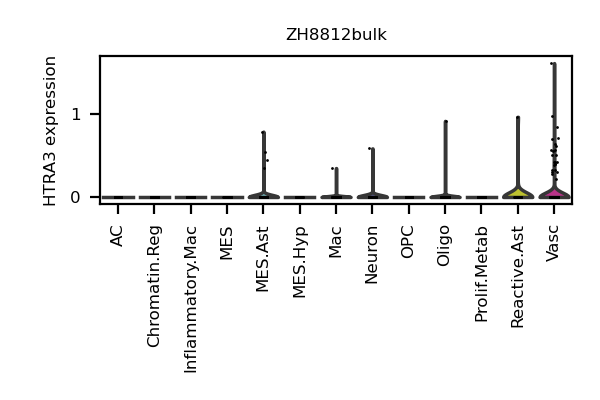 ZH8812bulk
HTRA3 expression
1
0
AC
Chromatin.Reg
Inflammatory.Mac
MES
MES.Ast
MES.Hyp
Mac
Neuron
OPC
Oligo
Prolif.Metab
Reactive.Ast
Vasc